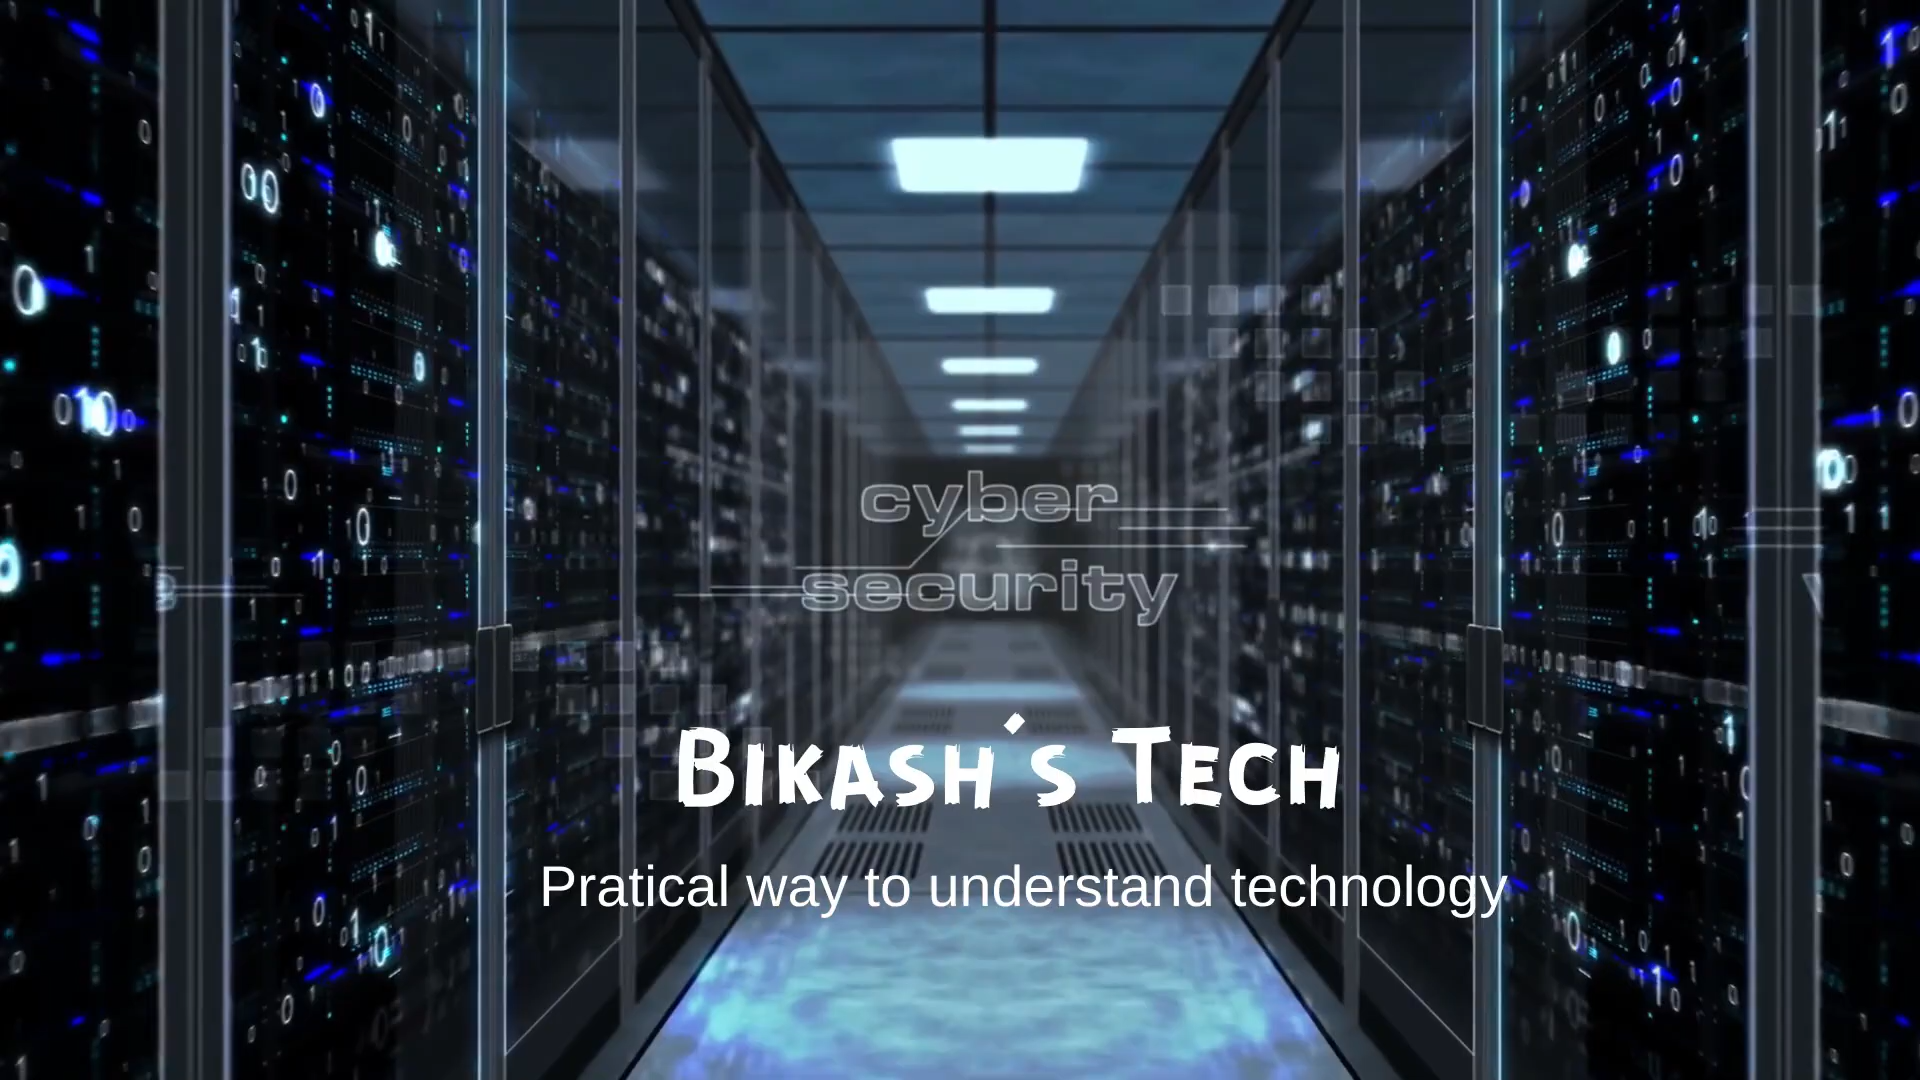 cyber
security
Bikash's Tech
Pratical way to understand technology